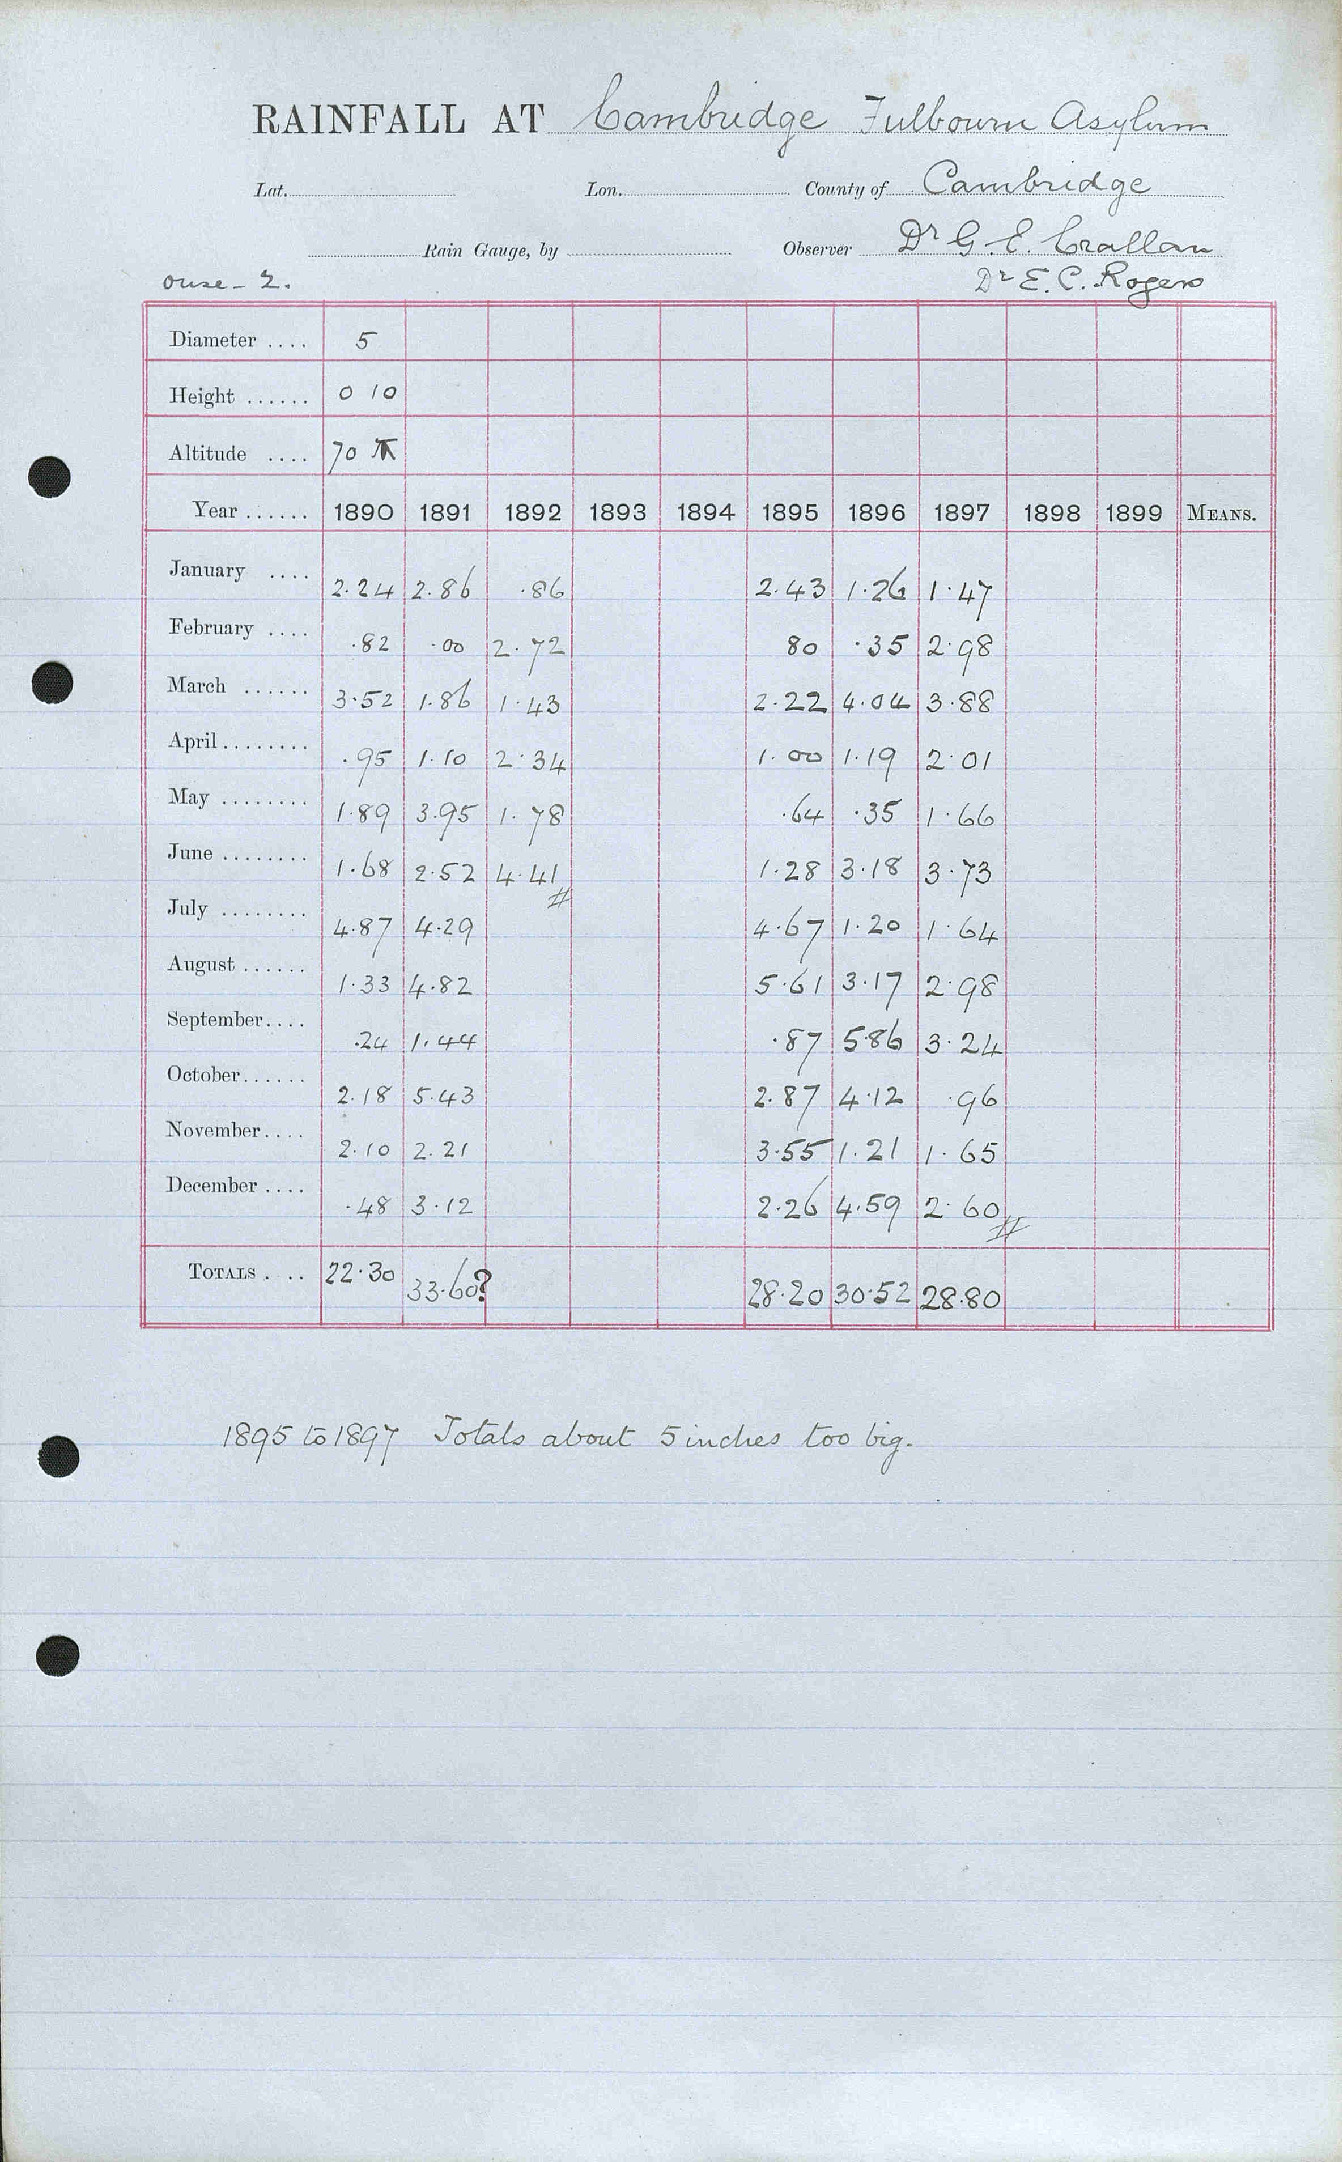 RAINFALL AT Cambridge Fulbourn Asylum
Lat. Lon. County of Cambridge
Rain Gauge, by Observer Dr G. E. Crallan
ouse - 2. Dr E. C. Rogers
Diameter .... 5
Height ...... 0 10
Altitude .... 70
Year ...... 1890 1891 1892 1893 1894 1895 1896 1897 1898 1899 MEANS.
January .... 2.24 2.86 .86 2.43 1.26 1.47
February .... .82 .00 2.72 80 .35 2.98
March ...... 3.52 1.86 1.43 2.22 4.04 3.88
April........ .95 1.10 2.34 1.00 1.19 2.01
May ........ 1.89 3.95 1.78 .64 .35 1.66
June ........ 1.68 2.52 4.41 1.28 3.18 3.73
July ........ 4.87 4.29 4.67 1.20 1.64
August...... 1.33 4.82 5.61 3.17 2.98
September.... .24 1.44 .87 5.86 3.24
October...... 2.18 5.43 2.87 4.12 .96
November.... 2.10 2.21 3.55 1.21 1.65
December .... .48 3.12 2.26 4.59 2.60
TOTALS . .. 22.30 33.60? 28.20 30.52 28.80
1895 to 1897 Totals about 5 inches too big.